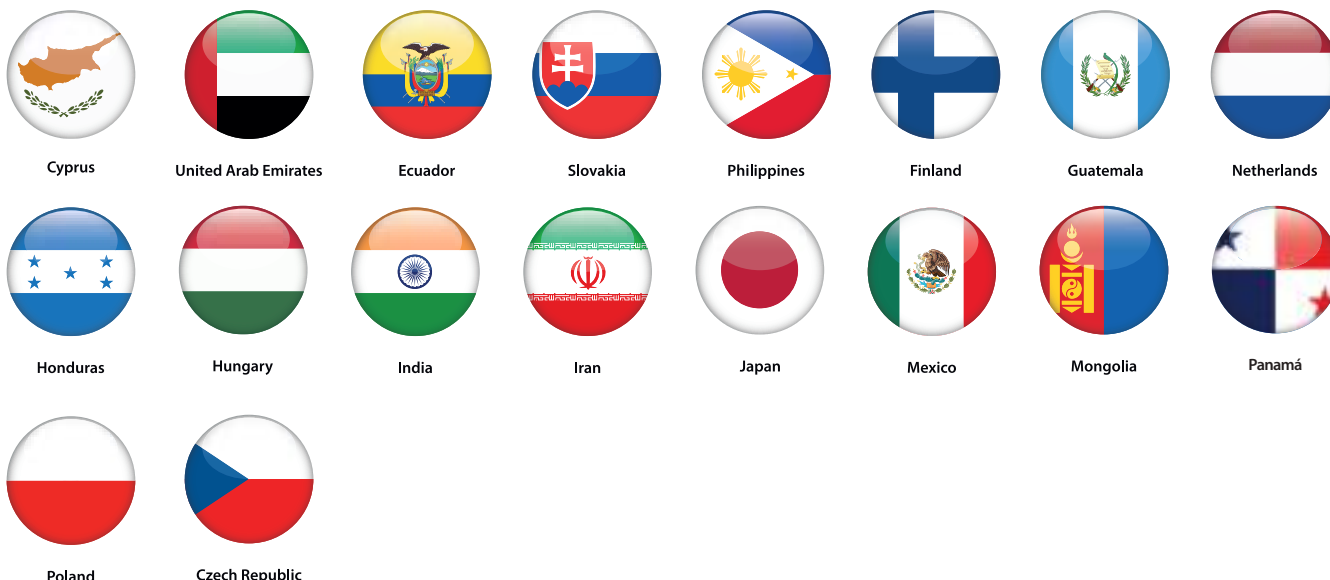 Cyprus
United Arab Emirates
Ecuador
Slovakia
Philippines
Finland
Guatemala
Netherlands
Honduras
Hungary
India
Iran
Japan
Mexico
Mongolia
Panamá
Poland
Czech Republic